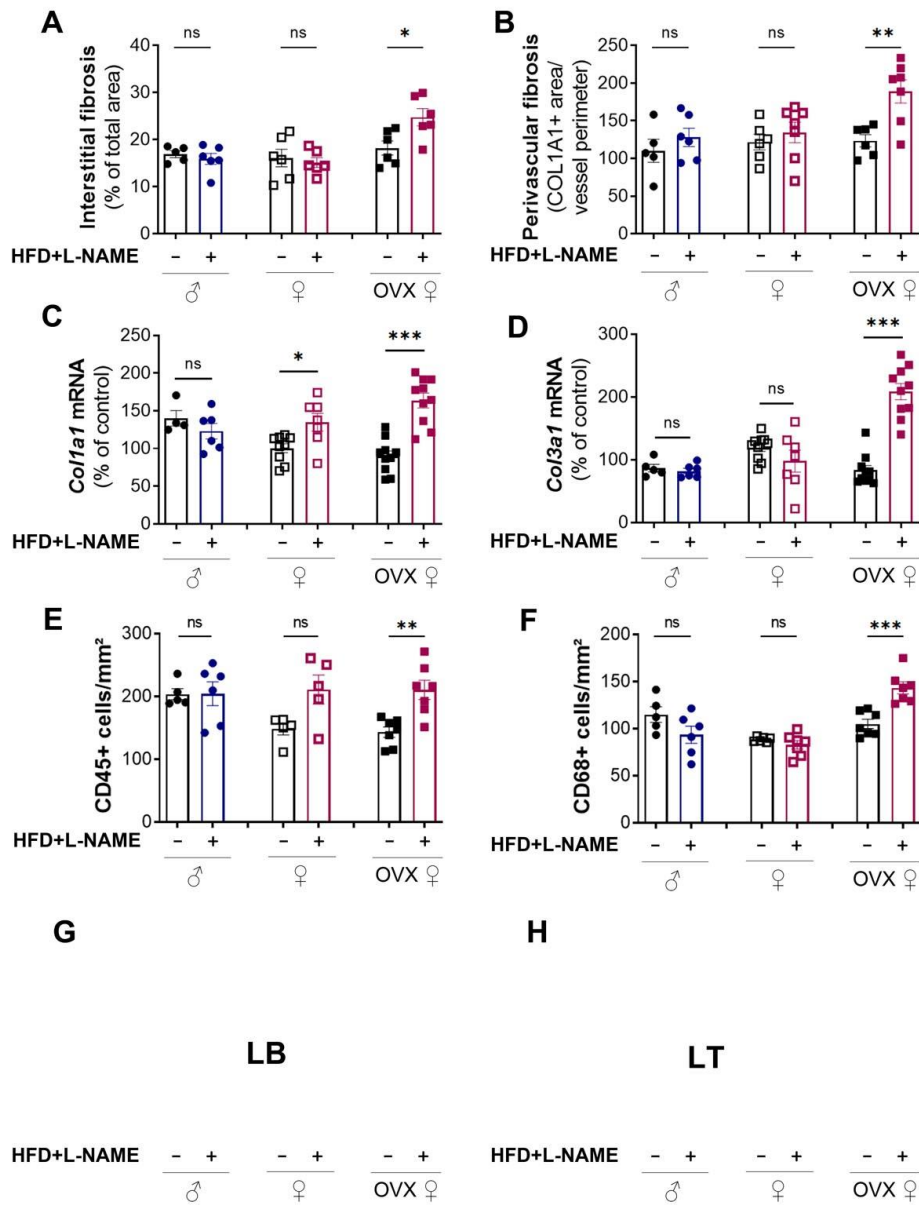 A
Interstitial fibrosis
(% of total area)
40
30
20
10
0
ns
ns
*
HFD+L-NAME – + – + – +
♂ ♀ OVX ♀
B
Perivascular fibrosis
(COL1A1+ area/
vessel perimeter)
250
200
150
100
50
0
ns
ns
**
HFD+L-NAME – + – + – +
♂ ♀ OVX ♀
C
Col1a1 mRNA
(% of control)
250
200
150
100
50
0
ns
*
***
HFD+L-NAME – + – + – +
♂ ♀ OVX ♀
D
Col3a1 mRNA
(% of control)
300
200
100
0
ns
ns
***
HFD+L-NAME – + – + – +
♂ ♀ OVX ♀
E
CD45+ cells/mm²
300
200
100
0
ns
ns
**
HFD+L-NAME – + – + – +
♂ ♀ OVX ♀
F
CD68+ cells/mm²
200
150
100
50
0
ns
ns
***
HFD+L-NAME – + – + – +
♂ ♀ OVX ♀
G
LB
HFD+L-NAME – + – + – +
♂ ♀ OVX ♀
H
LT
HFD+L-NAME – + – + – +
♂ ♀ OVX ♀